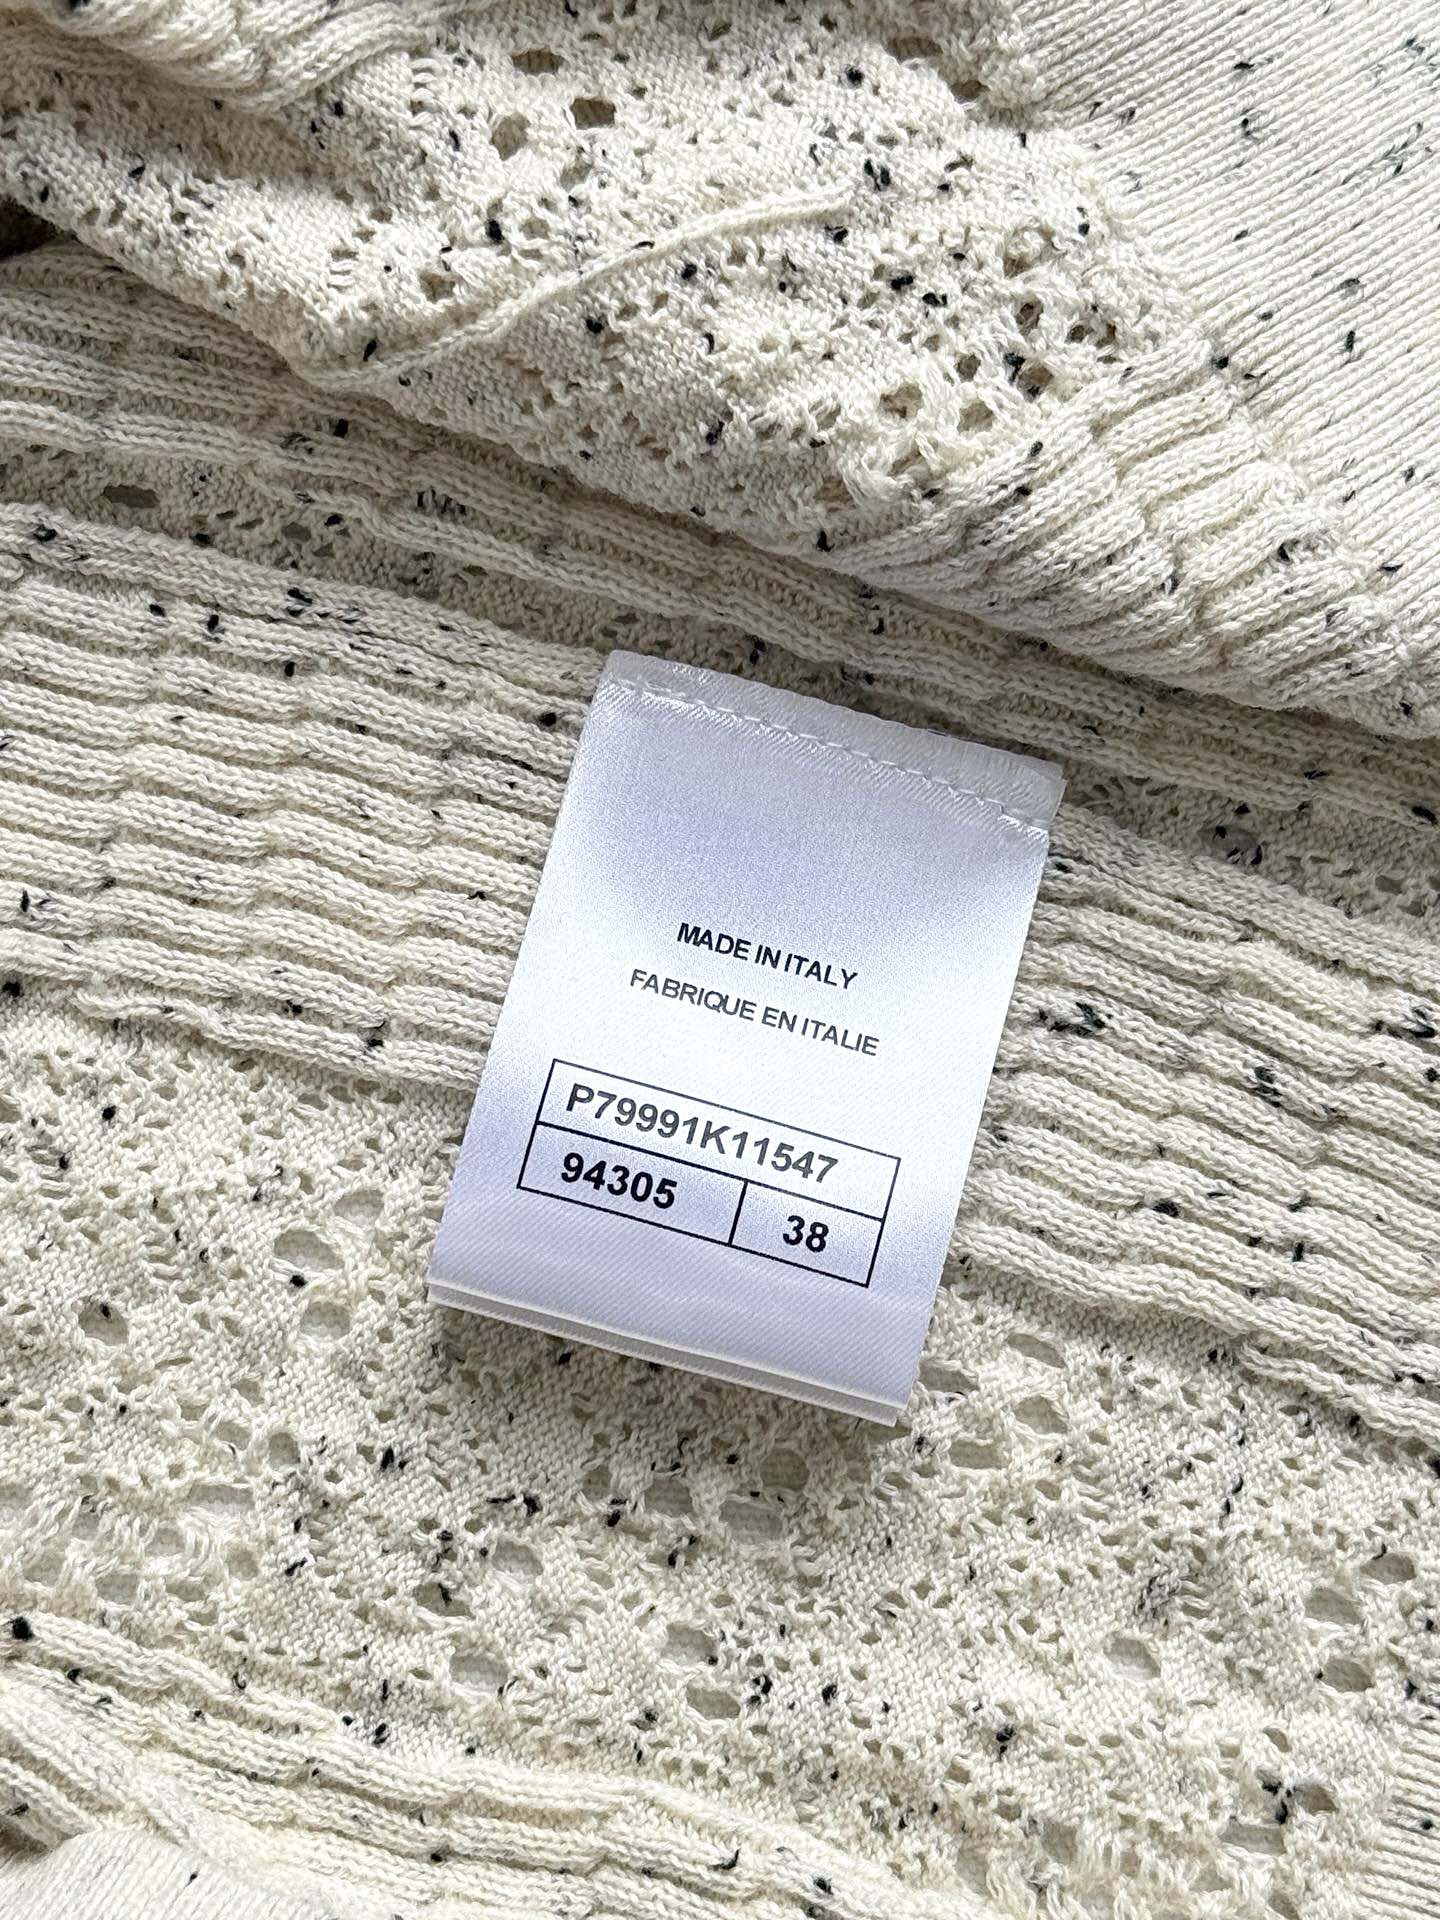 MADE IN ITALY
FABRIQUE EN ITALIE
P79991K11547
94305 38